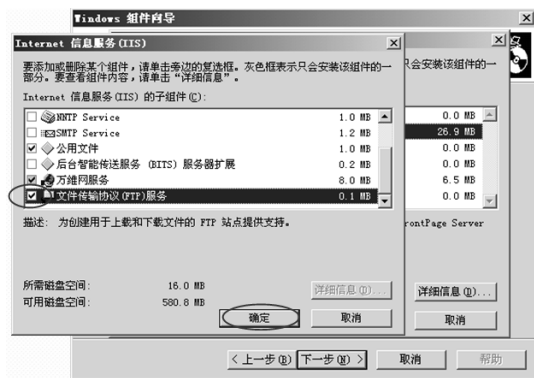 Windows 组件向导
Internet 信息服务(IIS)
要添加或删除某个组件，请单击旁边的复选框。灰色框表示只会安装该组件的一
部分。要查看组件内容，请单击“详细信息”。
Internet 信息服务(IIS) 的子组件(C):
NNTP Service 1.0 MB
SMTP Service 1.2 MB
公用文件 1.0 MB
后台智能传送服务 (BITS) 服务器扩展 0.2 MB
万维网服务 8.0 MB
文件传输协议(FTP)服务 0.1 MB
描述: 为创建用于上载和下载文件的 FTP 站点提供支持。
所需磁盘空间: 16.0 MB
可用磁盘空间: 580.8 MB
详细信息(D)...
确定
取消
只会安装该组件的一
0.0 MB
26.9 MB
0.0 MB
0.0 MB
6.5 MB
0.0 MB
rontPage Server
详细信息(D)...
取消
< 上一步(B)
下一步(N) >
取消
帮助